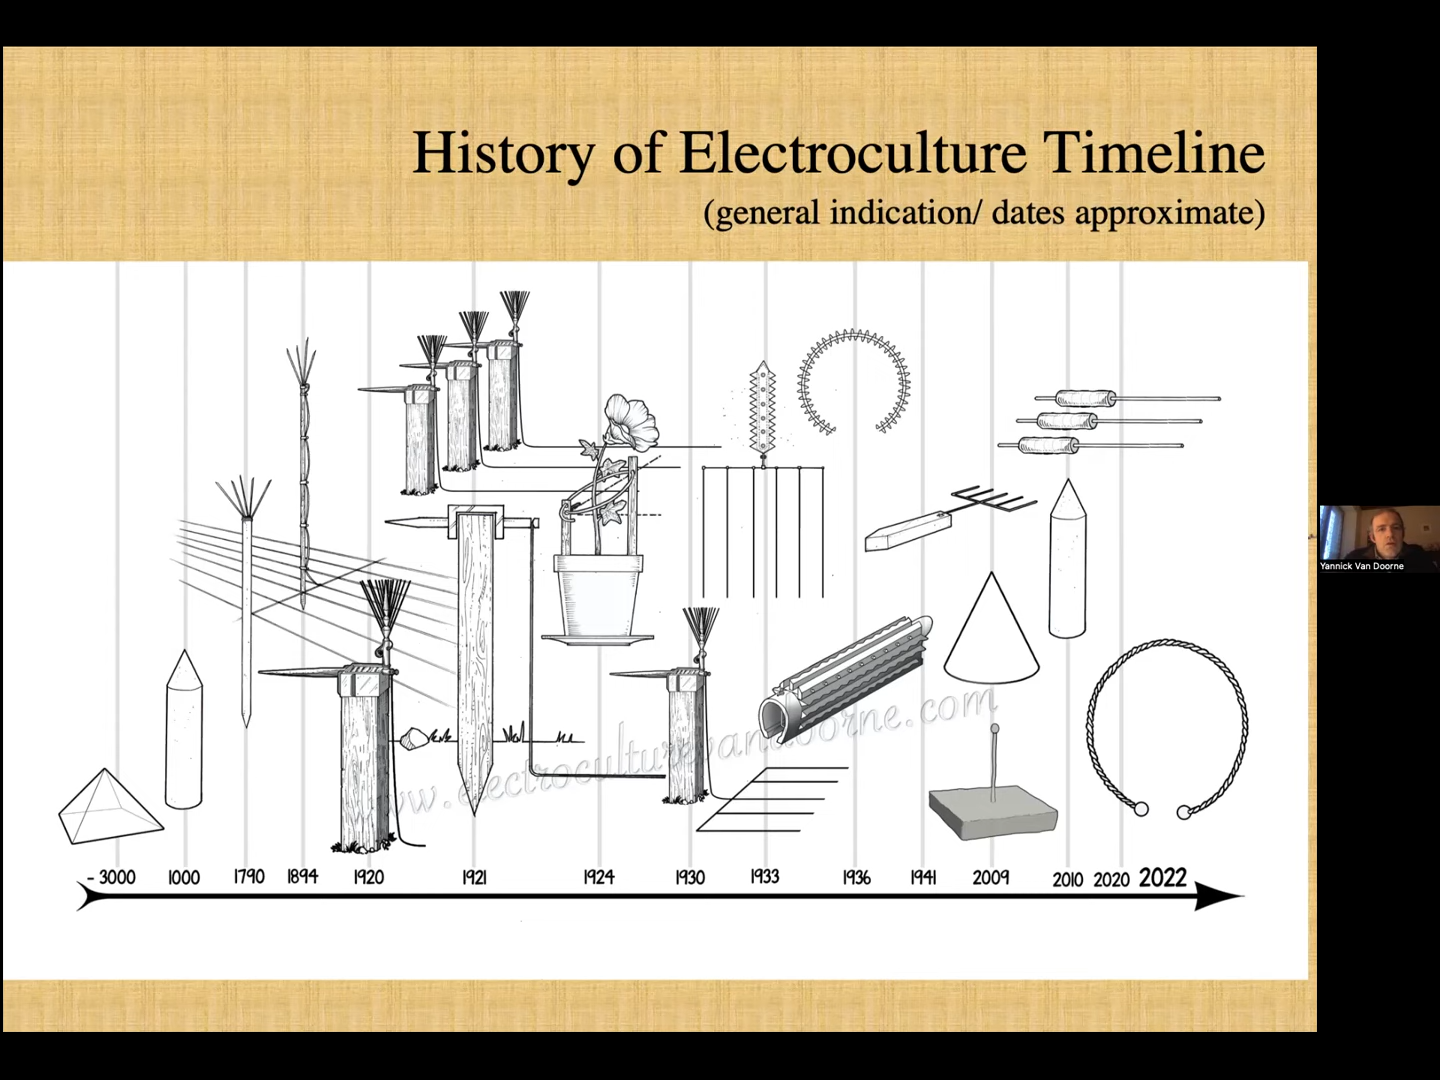 History of Electroculture Timeline
(general indication/ dates approximate)
Yannick Van Doorne
www.electroculturevandoorne.com
- 3000 1000 1790 1894 1920 1921 1924 1930 1933 1936 1941 2009 2010 2020 2022